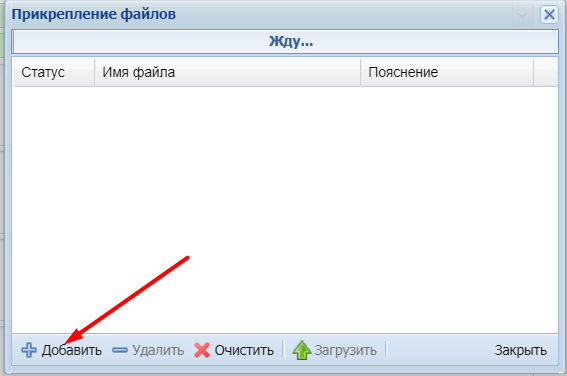 Прикрепление файлов
Жду...
Статус Имя файла Пояснение
Добавить Удалить Очистить Загрузить Закрыть